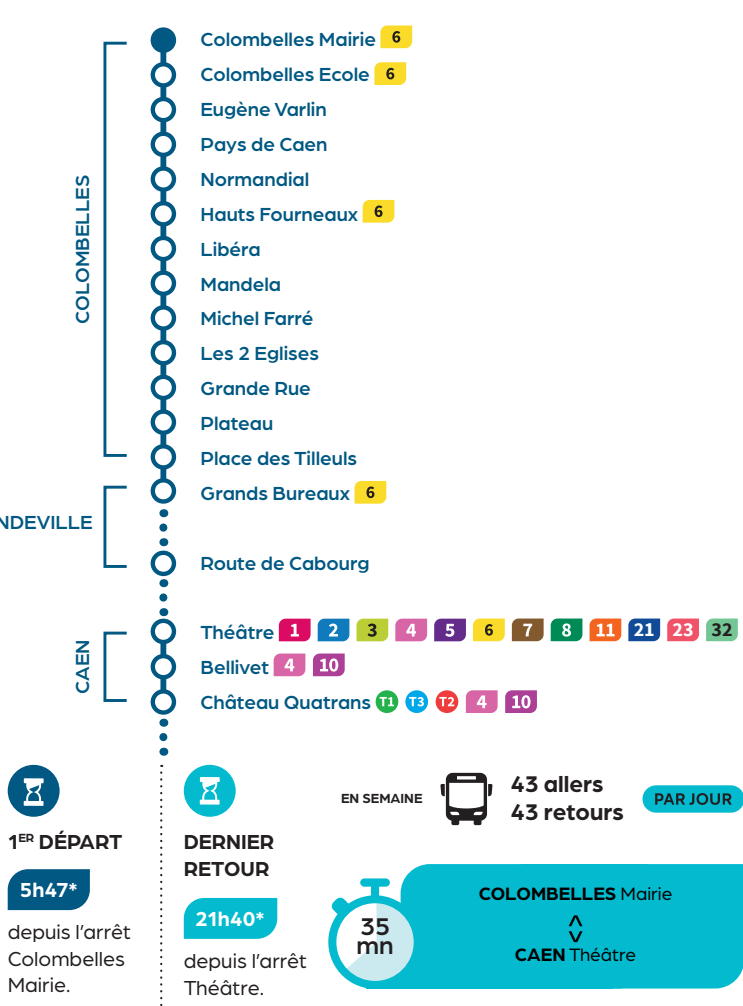 Colombelles Mairie 6
Colombelles Ecole 6
Eugène Varlin
Pays de Caen
Normandial
Hauts Fourneaux 6
Libéra
Mandela
Michel Farré
Les 2 Eglises
Grande Rue
Plateau
Place des Tilleuls
COLOMBELLES
Grands Bureaux 6
NDEVILLE
Route de Cabourg
Théâtre 1 2 3 4 5 6 7 8 11 21 23 32
Bellivet 4 10
Château Quatrans T1 T3 T2 4 10
CAEN
1ER DÉPART
5h47*
depuis l'arrêt
Colombelles
Mairie.
DERNIER
RETOUR
21h40*
depuis l'arrêt
Théâtre.
EN SEMAINE
43 allers
43 retours
PAR JOUR
35
mn
COLOMBELLES Mairie
CAEN Théâtre